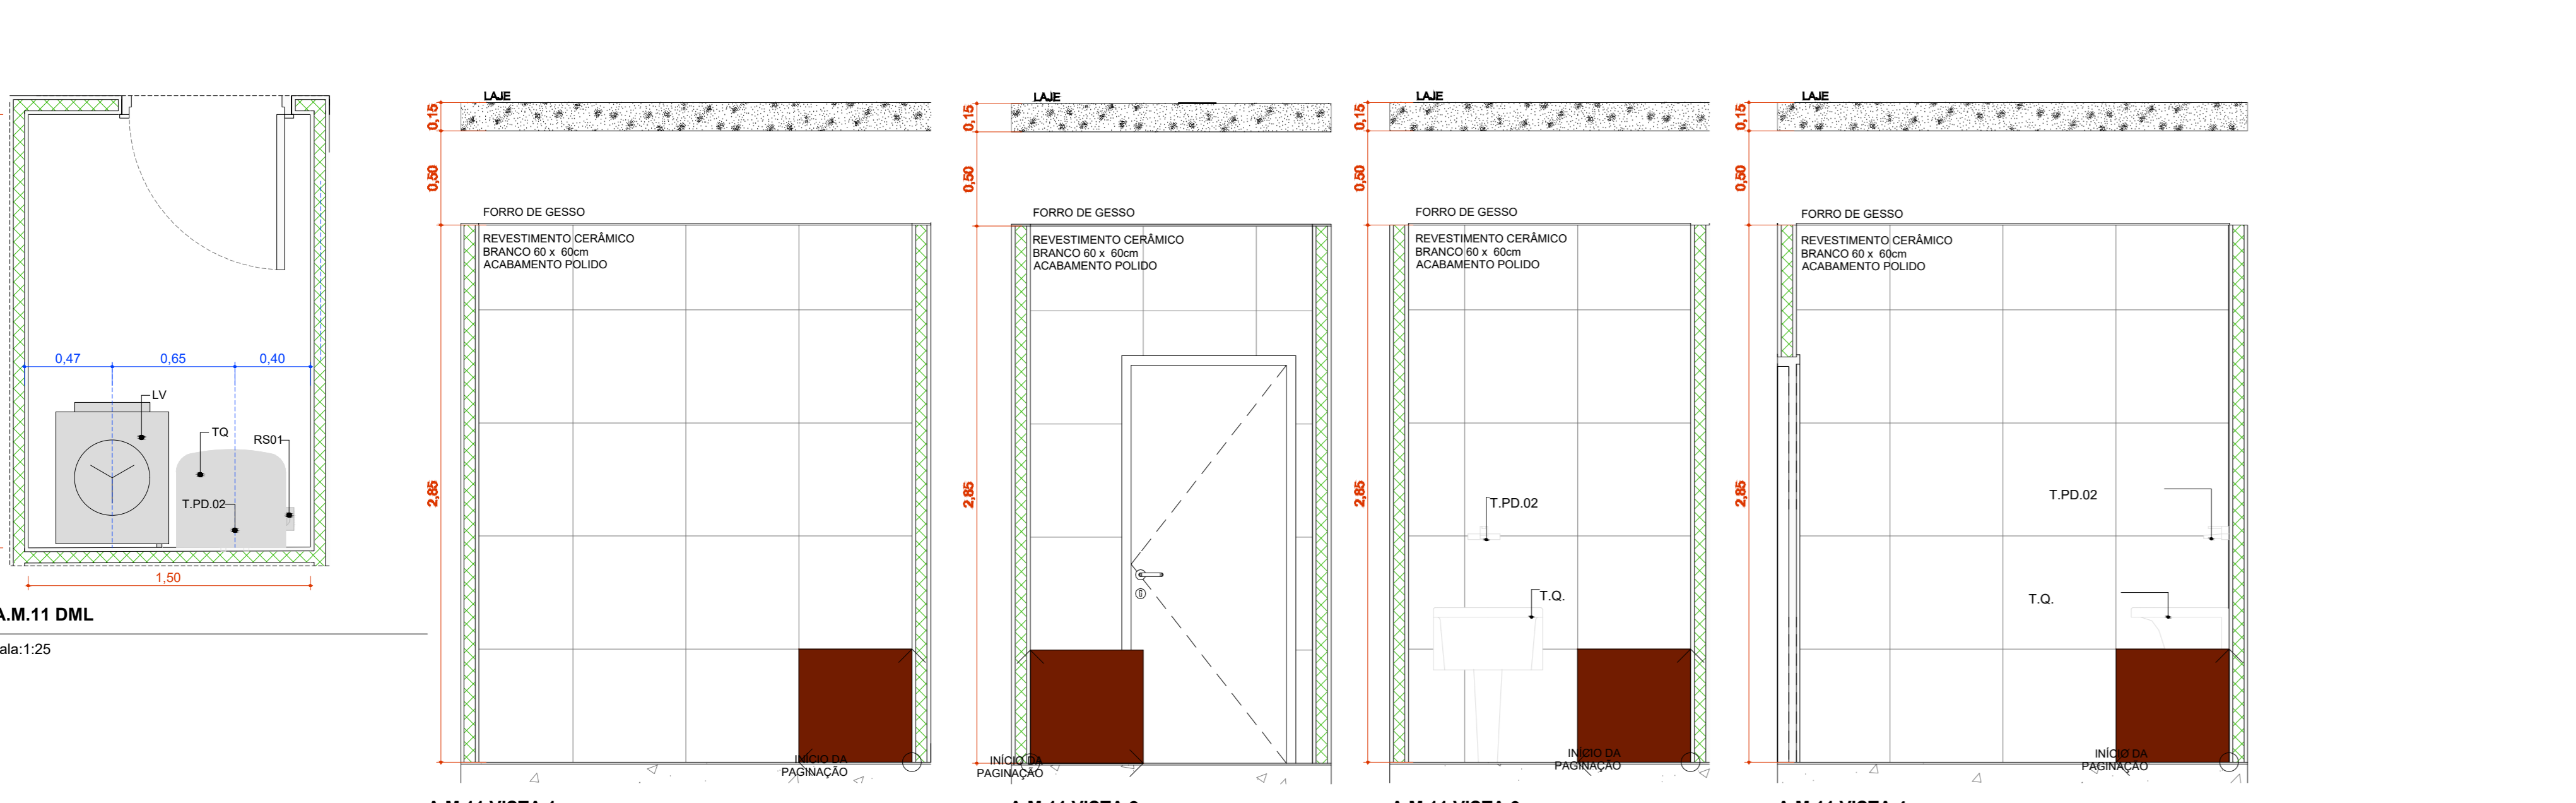 0,47
0,65
0,40
LV
TQ
RS01
T.PD.02
1,50
A.M.11 DML
ala:1:25
LAJE
0,15
0,50
FORRO DE GESSO
REVESTIMENTO CERÂMICO
BRANCO 60 x 60cm
ACABAMENTO POLIDO
2,85
INÍCIO DA
PAGINAÇÃO
LAJE
0,15
0,50
FORRO DE GESSO
REVESTIMENTO CERÂMICO
BRANCO 60 x 60cm
ACABAMENTO POLIDO
2,85
INÍCIO DA
PAGINAÇÃO
LAJE
0,15
0,50
FORRO DE GESSO
REVESTIMENTO CERÂMICO
BRANCO 60 x 60cm
ACABAMENTO POLIDO
2,85
T.PD.02
T.Q.
INÍCIO DA
PAGINAÇÃO
LAJE
0,15
0,50
FORRO DE GESSO
REVESTIMENTO CERÂMICO
BRANCO 60 x 60cm
ACABAMENTO POLIDO
2,85
T.PD.02
T.Q.
INÍCIO DA
PAGINAÇÃO